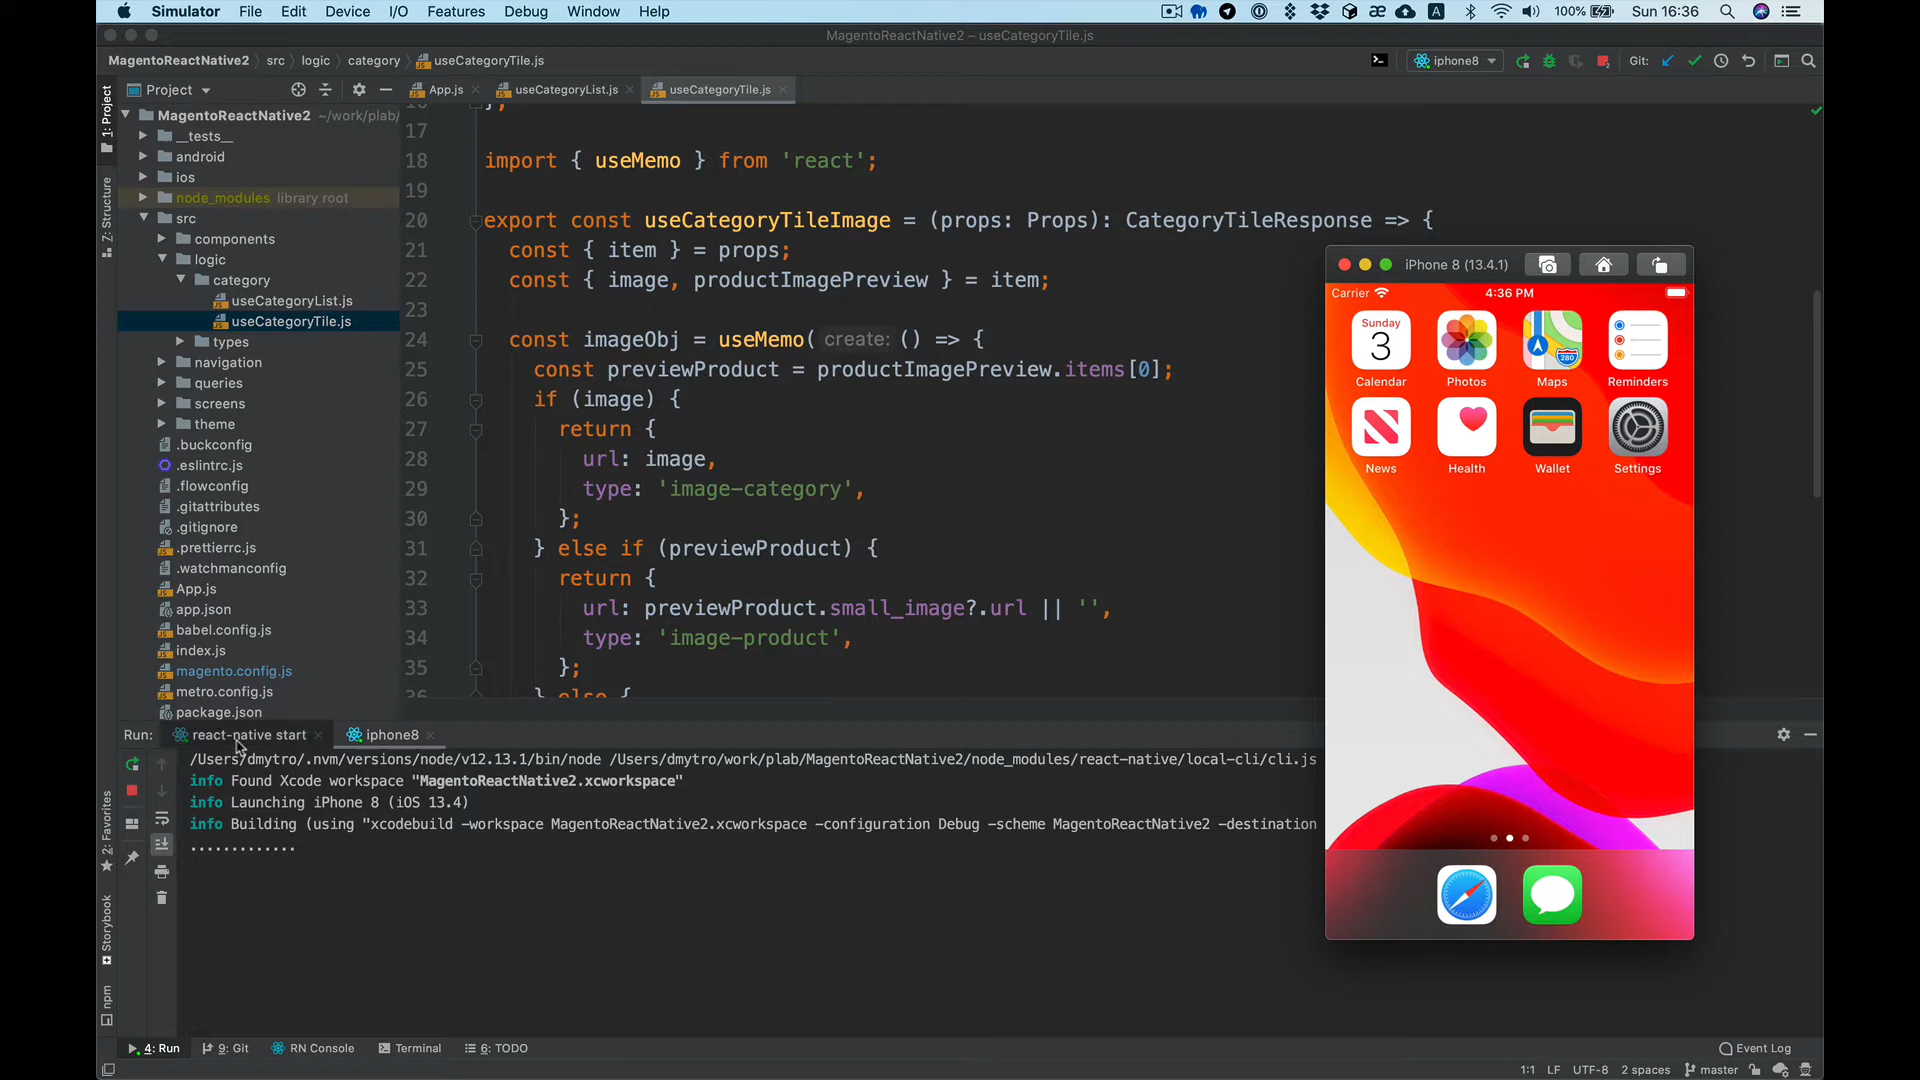 Simulator File Edit Device I/O Features Debug Window Help 100% Sun 16:36
MagentoReactNative2 – useCategoryTile.js
MagentoReactNative2 src logic category useCategoryTile.js iphone8 Git:
Project App.js useCategoryList.js useCategoryTile.js
1: Project
Z: Structure
2: Favorites
Storybook
npm
MagentoReactNative2 ~/work/plab/
__tests__
android
ios
node_modules library root
src
components
logic
category
useCategoryList.js
useCategoryTile.js
types
navigation
queries
screens
theme
.buckconfig
.eslintrc.js
.flowconfig
.gitattributes
.gitignore
.prettierrc.js
.watchmanconfig
App.js
app.json
babel.config.js
index.js
magento.config.js
metro.config.js
package.json
17
18 import { useMemo } from 'react';
19
20 export const useCategoryTileImage = (props: Props): CategoryTileResponse => {
21 const { item } = props;
22 const { image, productImagePreview } = item;
23
24 const imageObj = useMemo( create: () => {
25 const previewProduct = productImagePreview.items[0];
26 if (image) {
27 return {
28 url: image,
29 type: 'image-category',
30 };
31 } else if (previewProduct) {
32 return {
33 url: previewProduct.small_image?.url || '',
34 type: 'image-product',
35 };
36 } else {
iPhone 8 (13.4.1)
Carrier 4:36 PM
Sunday
3
280
Calendar Photos Maps Reminders
News Health Wallet Settings
Run: react-native start iphone8
/Users/dmytro/.nvm/versions/node/v12.13.1/bin/node /Users/dmytro/work/plab/MagentoReactNative2/node_modules/react-native/local-cli/cli.js
info Found Xcode workspace "MagentoReactNative2.xcworkspace"
info Launching iPhone 8 (iOS 13.4)
info Building (using "xcodebuild -workspace MagentoReactNative2.xcworkspace -configuration Debug -scheme MagentoReactNative2 -destination
.............
4: Run 9: Git RN Console Terminal 6: TODO Event Log
1:1 LF UTF-8 2 spaces master